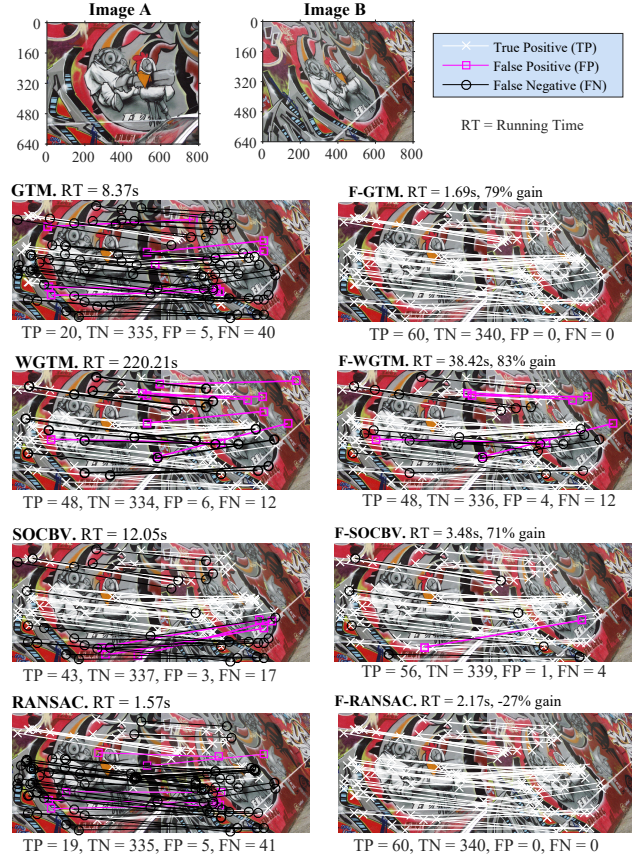 Image A
Image B
0
160
320
480
640
0 200 400 600 800
0
160
320
480
640
0 200 400 600 800
True Positive (TP)
False Positive (FP)
False Negative (FN)
RT = Running Time
GTM. RT = 8.37s
F-GTM. RT = 1.69s, 79% gain
TP = 20, TN = 335, FP = 5, FN = 40
TP = 60, TN = 340, FP = 0, FN = 0
WGTM. RT = 220.21s
F-WGTM. RT = 38.42s, 83% gain
TP = 48, TN = 334, FP = 6, FN = 12
TP = 48, TN = 336, FP = 4, FN = 12
SOCBV. RT = 12.05s
F-SOCBV. RT = 3.48s, 71% gain
TP = 43, TN = 337, FP = 3, FN = 17
TP = 56, TN = 339, FP = 1, FN = 4
RANSAC. RT = 1.57s
F-RANSAC. RT = 2.17s, -27% gain
TP = 19, TN = 335, FP = 5, FN = 41
TP = 60, TN = 340, FP = 0, FN = 0